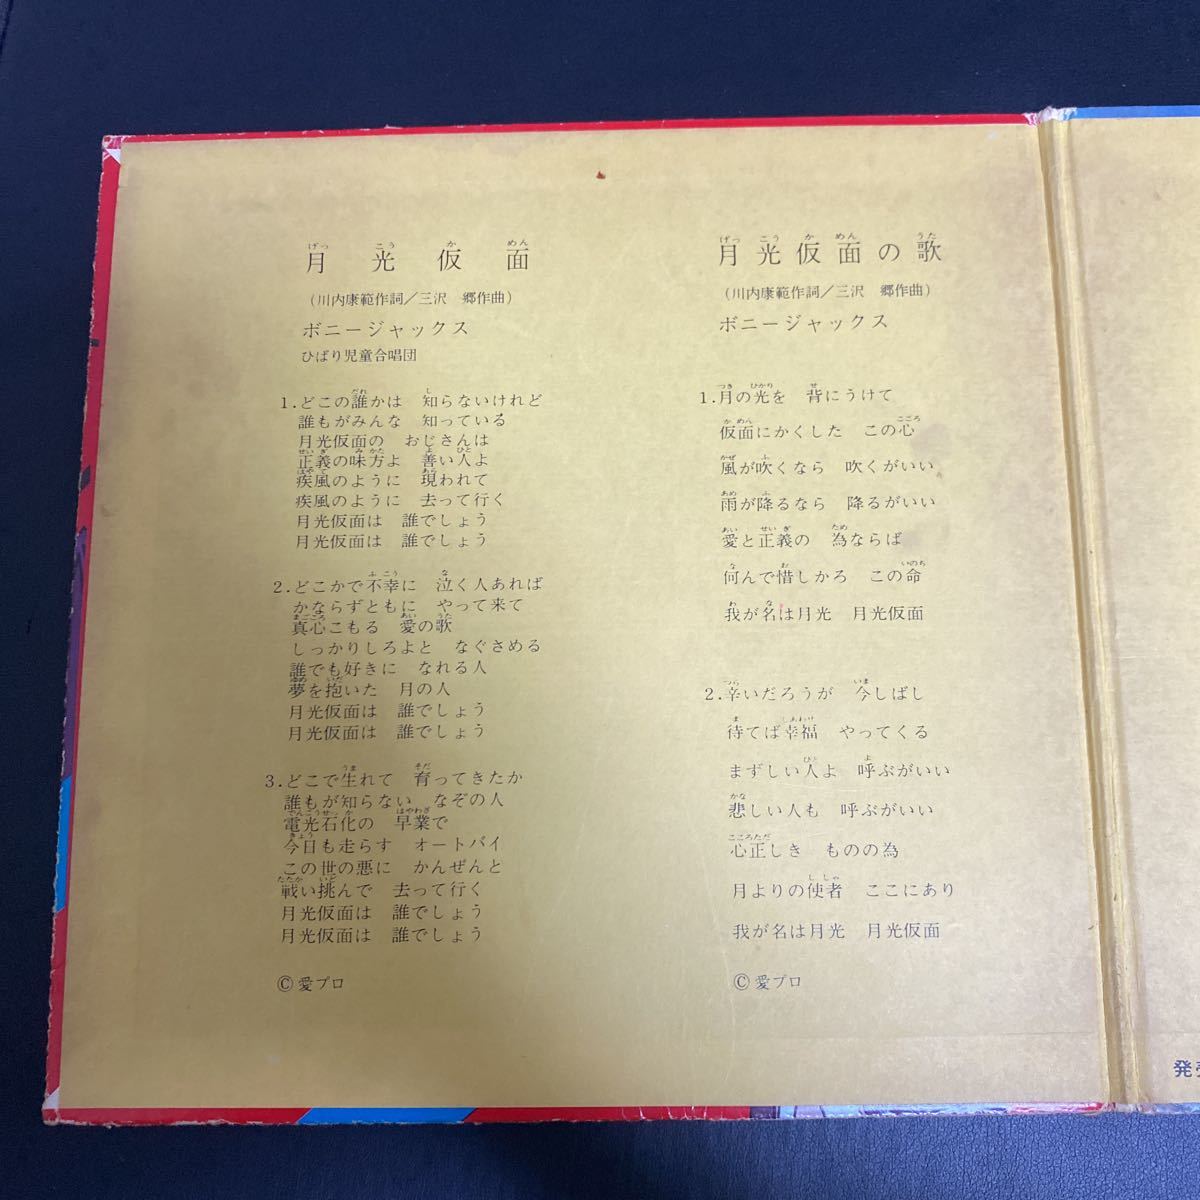 月光仮面
（川内康範作詞／三沢　郷作曲）
ボニージャックス
ひばり児童合唱団
1.どこの誰かは　知らないけれど
誰もがみんな　知っている
月光仮面の　おじさんは
正義の味方よ　善い人よ
疾風のように　現われて
疾風のように　去って行く
月光仮面は　誰でしょう
月光仮面は　誰でしょう
2.どこかで不幸に　泣く人あれば
かならずともに　やって来て
真心こもる　愛の歌
しっかりしろよと　なぐさめる
誰でも好きに　なれる人
夢を抱いた　月の人
月光仮面は　誰でしょう
月光仮面は　誰でしょう
3.どこで生れて　育ってきたか
誰もが知らない　なぞの人
電光石化の　早業で
今日も走らす　オートバイ
この世の悪に　かんぜんと
戦い挑んで　去って行く
月光仮面は　誰でしょう
月光仮面は　誰でしょう
©愛プロ
月光仮面の歌
（川内康範作詞／三沢　郷作曲）
ボニージャックス
1.月の光を　背にうけて
仮面にかくした　この心
風が吹くなら　吹くがいい
雨が降るなら　降るがいい
愛と正義の　為ならば
何んで惜しかろ　この命
我が名は月光　月光仮面
2.辛いだろうが　今しばし
待てば幸福　やってくる
まずしい人よ　呼ぶがいい
悲しい人も　呼ぶがいい
心正しき　ものの為
月よりの使者　ここにあり
我が名は月光　月光仮面
©愛プロ
発売